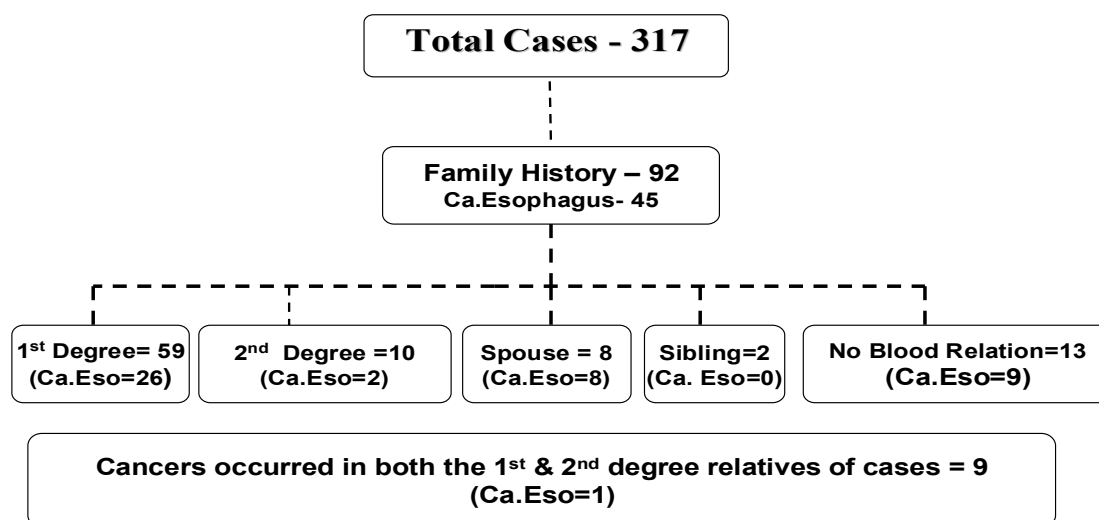 Total Cases - 317
Family History – 92
Ca.Esophagus- 45
1st Degree= 59
(Ca.Eso=26)
2nd Degree =10
(Ca.Eso=2)
Spouse = 8
(Ca.Eso=8)
Sibling=2
(Ca. Eso=0)
No Blood Relation=13
(Ca.Eso=9)
Cancers occurred in both the 1st & 2nd degree relatives of cases = 9
(Ca.Eso=1)